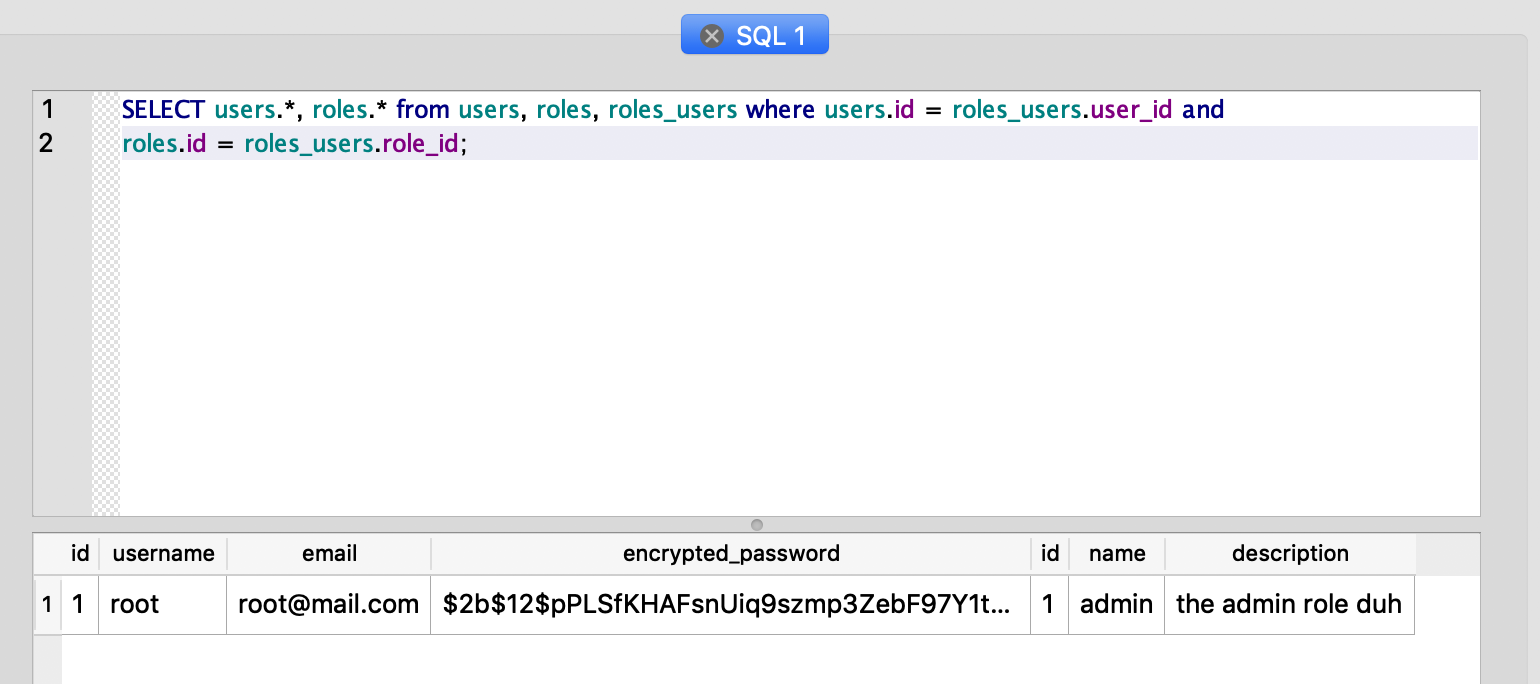 SQL 1
1 SELECT users.*, roles.* from users, roles, roles_users where users.id = roles_users.user_id and
2 roles.id = roles_users.role_id;
id username email encrypted_password id name description
1 1 root root@mail.com $2b$12$pPLSfKHAFsnUiq9szmp3ZebF97Y1t... 1 admin the admin role duh